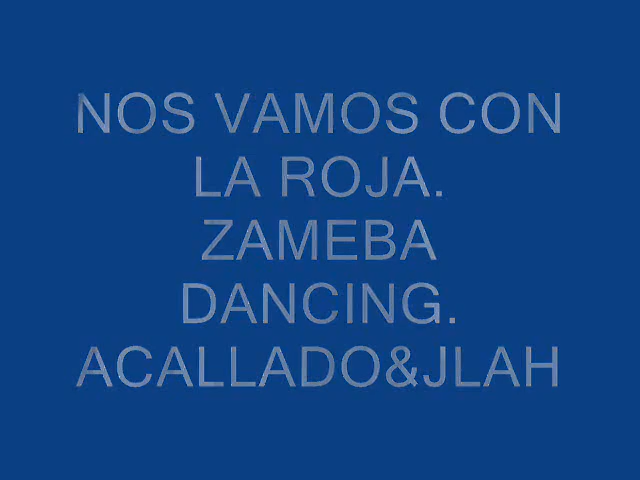 NOS VAMOS CON
LA ROJA.
ZAMEBA
DANCING.
ACALLADO&JLAH